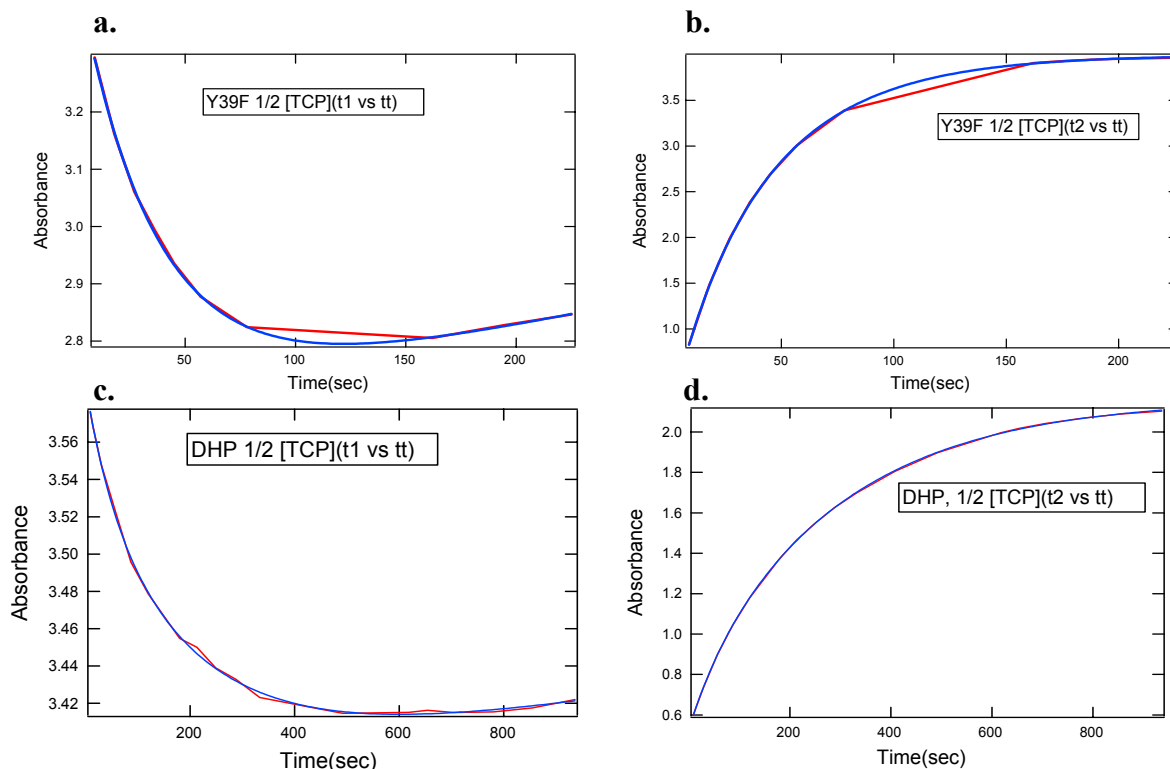 a.
Absorbance
3.2
3.1
3.0
2.9
2.8
Y39F 1/2 [TCP](t1 vs tt)
50
100
150
200
Time(sec)
b.
Absorbance
3.5
3.0
2.5
2.0
1.5
1.0
Y39F 1/2 [TCP](t2 vs tt)
50
100
150
200
Time(sec)
c.
Absorbance
3.56
3.54
3.52
3.50
3.48
3.46
3.44
3.42
DHP 1/2 [TCP](t1 vs tt)
200
400
600
800
Time(sec)
d.
Absorbance
2.0
1.8
1.6
1.4
1.2
1.0
0.8
0.6
DHP, 1/2 [TCP](t2 vs tt)
200
400
600
800
Time(sec)